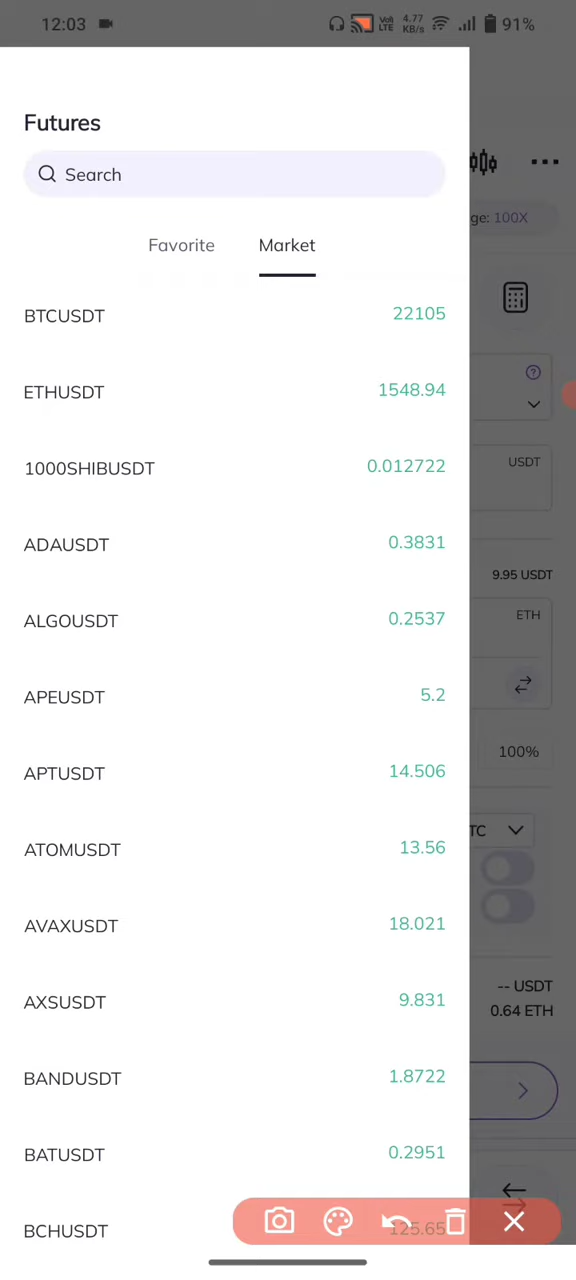 12:03 Voﾞ LTE 4.77 KB/s 91%
Futures
Search
ge: 100X
Favorite Market
BTCUSDT 22105
ETHUSDT 1548.94
USDT
1000SHIBUSDT 0.012722
ADAUSDT 0.3831
9.95 USDT
ETH
ALGOUSDT 0.2537
APEUSDT 5.2
100%
APTUSDT 14.506
TC
ATOMUSDT 13.56
AVAXUSDT 18.021
-- USDT
AXSUSDT 9.831
0.64 ETH
BANDUSDT 1.8722
BATUSDT 0.2951
BCHUSDT 125.65